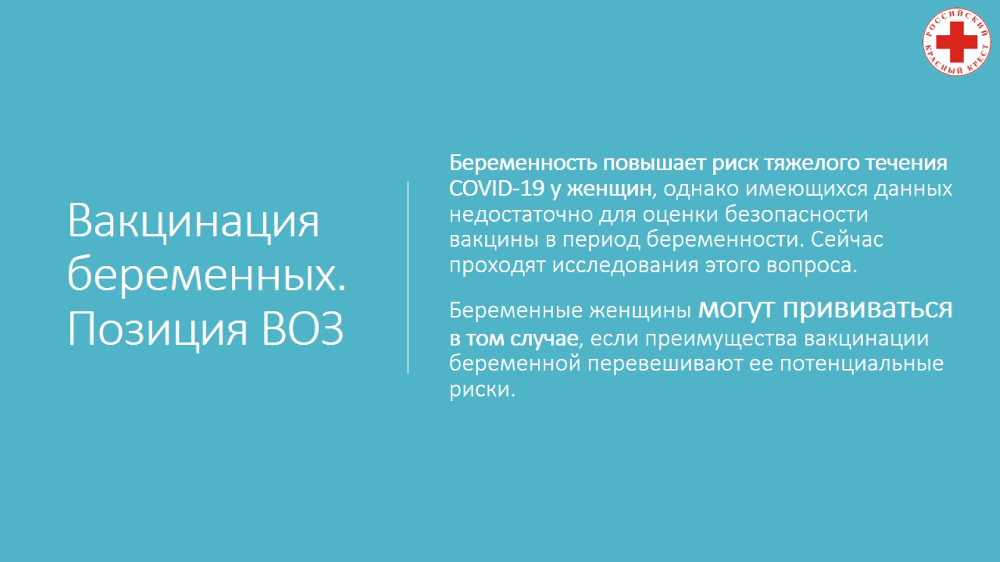 РОССИЙСКИЙ
КРАСНЫЙ КРЕСТ
Вакцинация
беременных.
Позиция ВОЗ
Беременность повышает риск тяжелого течения
COVID-19 у женщин, однако имеющихся данных
недостаточно для оценки безопасности
вакцины в период беременности. Сейчас
проходят исследования этого вопроса.
Беременные женщины могут прививаться
в том случае, если преимущества вакцинации
беременной перевешивают ее потенциальные
риски.